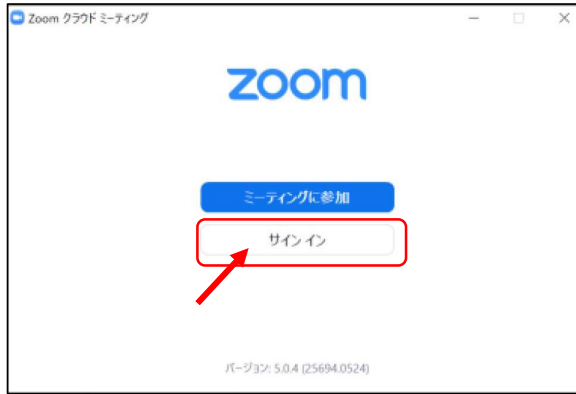 Zoom クラウド ミーティング
zoom
ミーティングに参加
サイン イン
バージョン: 5.0.4 (25694.0524)